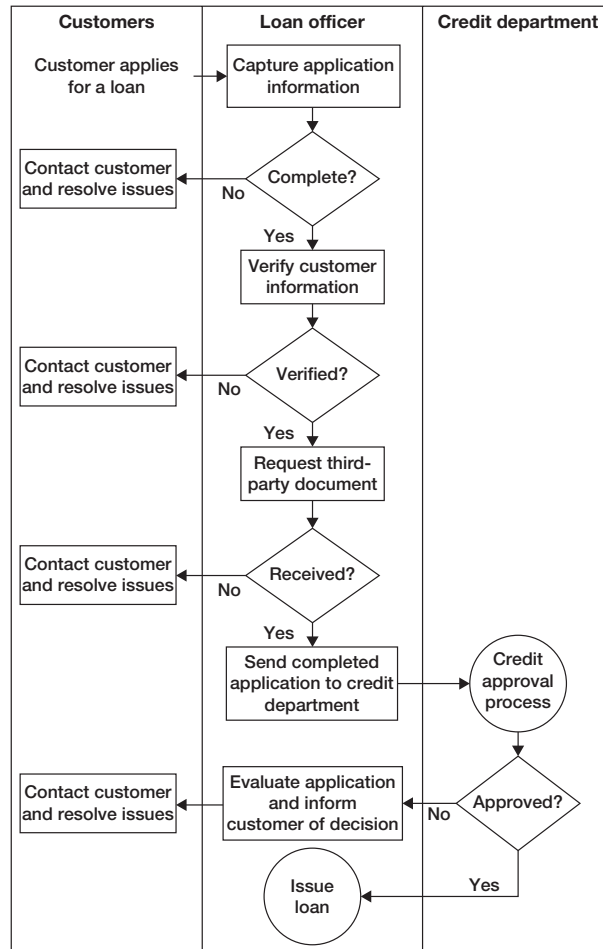 Customers
Loan officer
Credit department
Customer applies
for a loan
Capture application
information
Contact customer
and resolve issues
No
Complete?
Yes
Verify customer
information
Contact customer
and resolve issues
No
Verified?
Yes
Request third-
party document
Contact customer
and resolve issues
No
Received?
Yes
Send completed
application to credit
department
Credit
approval
process
Contact customer
and resolve issues
Evaluate application
and inform
customer of decision
No
Approved?
Yes
Issue
loan